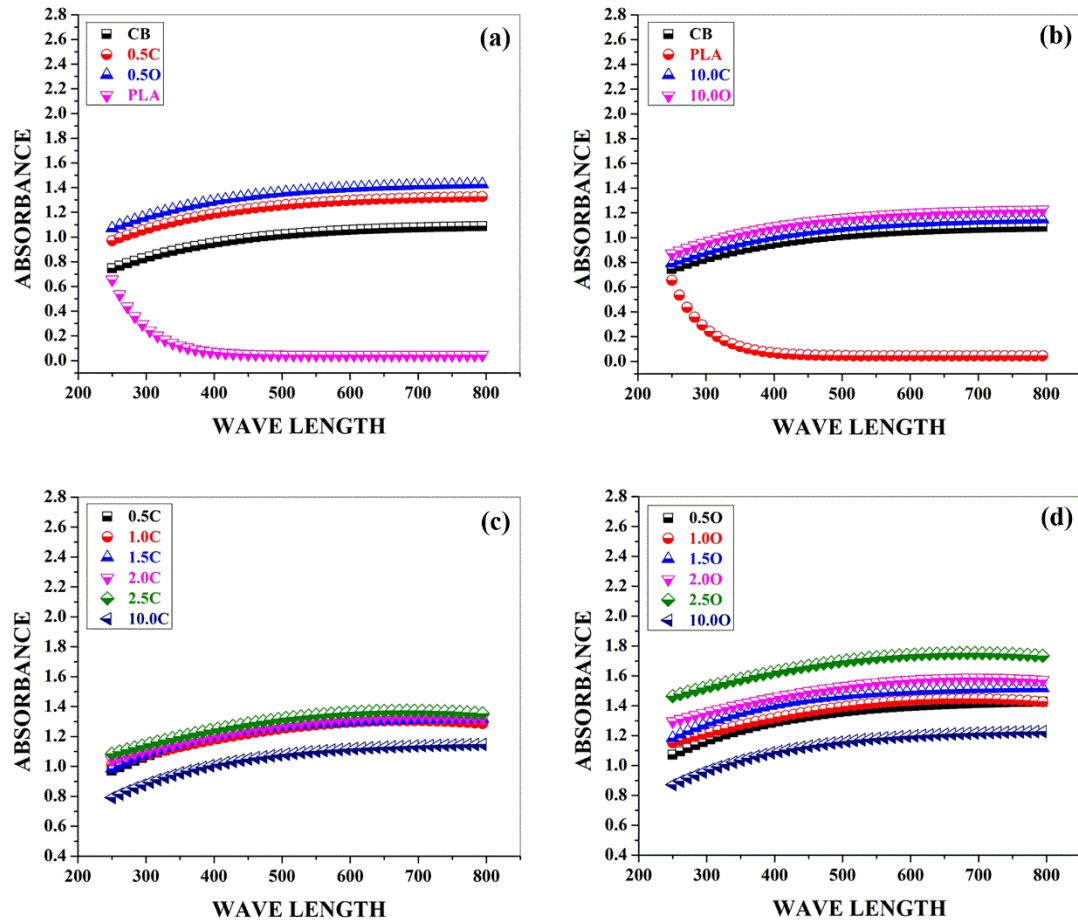 (a)
CB
0.5C
0.5O
PLA
2.8
2.6
2.4
2.2
2.0
1.8
1.6
1.4
1.2
1.0
0.8
0.6
0.4
0.2
0.0
ABSORBANCE
200 300 400 500 600 700 800
WAVE LENGTH
(b)
CB
PLA
10.0C
10.0O
2.8
2.6
2.4
2.2
2.0
1.8
1.6
1.4
1.2
1.0
0.8
0.6
0.4
0.2
0.0
ABSORBANCE
200 300 400 500 600 700 800
WAVE LENGTH
(c)
0.5C
1.0C
1.5C
2.0C
2.5C
10.0C
2.8
2.6
2.4
2.2
2.0
1.8
1.6
1.4
1.2
1.0
0.8
0.6
0.4
ABSORBANCE
200 300 400 500 600 700 800
WAVE LENGTH
(d)
0.5O
1.0O
1.5O
2.0O
2.5O
10.0O
2.8
2.6
2.4
2.2
2.0
1.8
1.6
1.4
1.2
1.0
0.8
0.6
0.4
ABSORBANCE
200 300 400 500 600 700 800
WAVE LENGTH